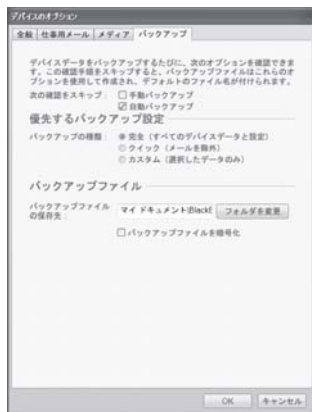 デバイスのオプション
全般 仕事用メール メディア バックアップ
デバイスデータをバックアップするたびに、次のオプションを確認できま
す。この確認手順をスキップすると、バックアップファイルはこれらのオ
プションを使用して作成され、デフォルトのファイル名が付けられます。
次の確認をスキップ: 手動バックアップ
自動バックアップ
優先するバックアップ設定
バックアップの種類: 完全（すべてのデバイスデータと設定）
クイック（メールを除外）
カスタム（選択したデータのみ）
バックアップファイル
バックアップファイル
の保存先: マイ ドキュメント\BlackB フォルダを変更
バックアップファイルを暗号化
OK キャンセル